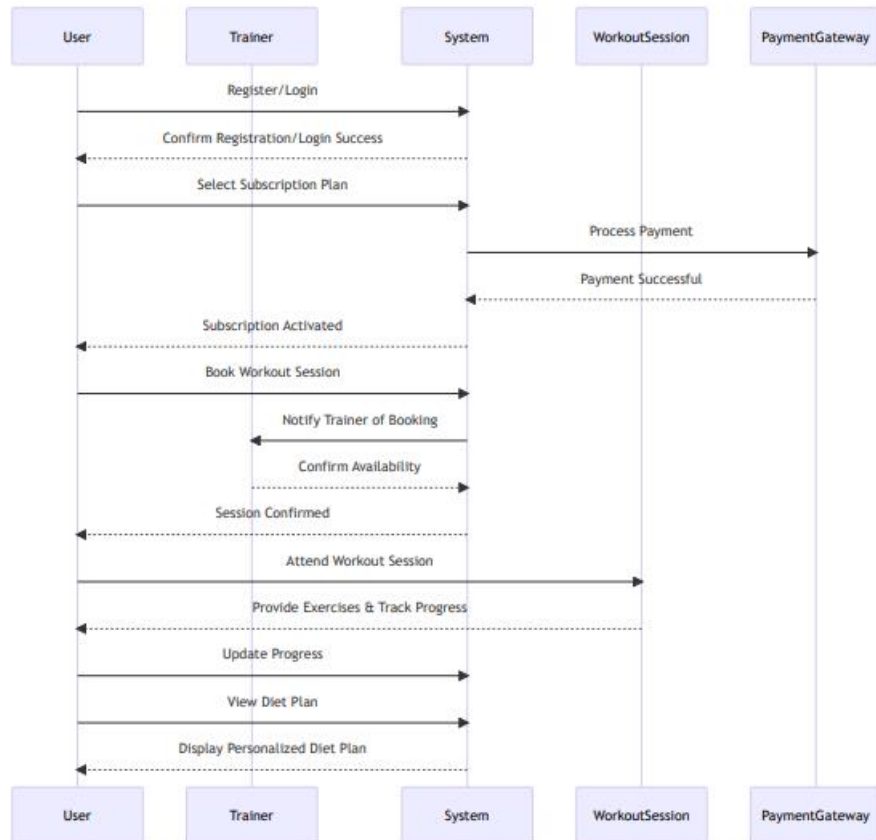 User
Trainer
System
WorkoutSession
PaymentGateway
Register/Login
Confirm Registration/Login Success
Select Subscription Plan
Process Payment
Payment Successful
Subscription Activated
Book Workout Session
Notify Trainer of Booking
Confirm Availability
Session Confirmed
Attend Workout Session
Provide Exercises & Track Progress
Update Progress
View Diet Plan
Display Personalized Diet Plan
User
Trainer
System
WorkoutSession
PaymentGateway